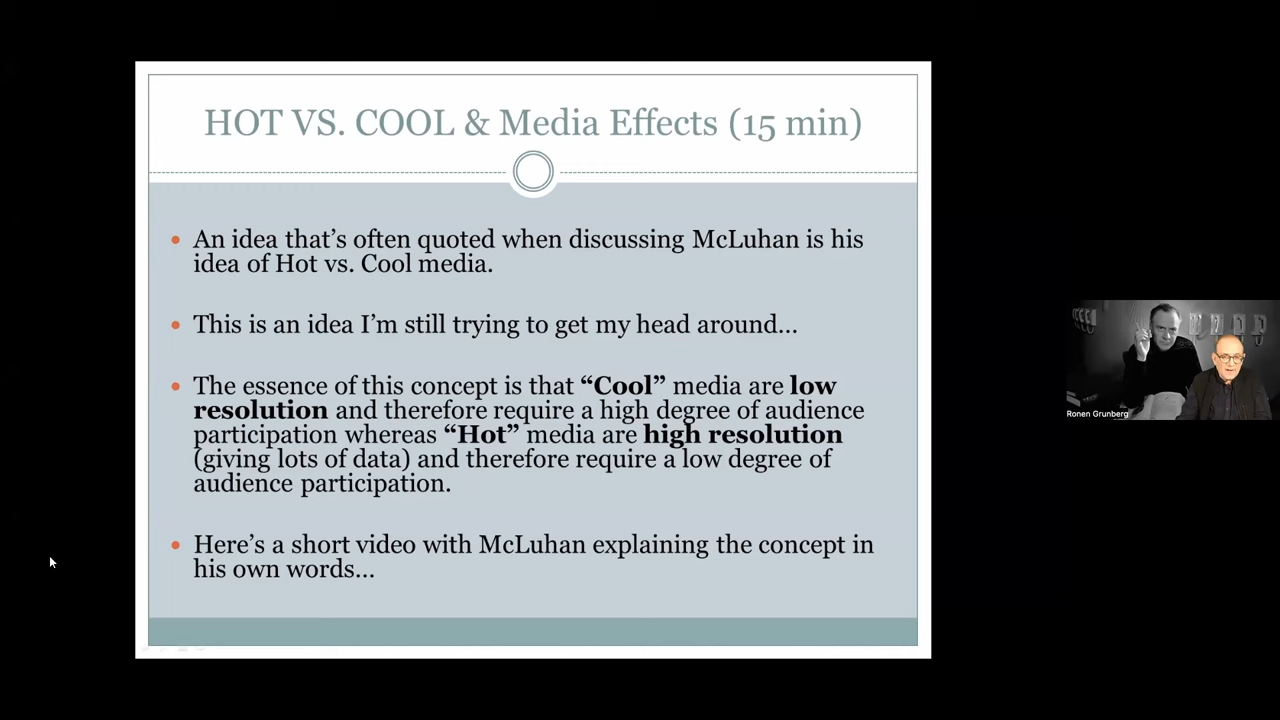 HOT VS. COOL & Media Effects (15 min)
An idea that’s often quoted when discussing McLuhan is his
idea of Hot vs. Cool media.
This is an idea I’m still trying to get my head around…
The essence of this concept is that “Cool” media are low
resolution and therefore require a high degree of audience
participation whereas “Hot” media are high resolution
(giving lots of data) and therefore require a low degree of
audience participation.
Here’s a short video with McLuhan explaining the concept in
his own words…
Ronen Grunberg